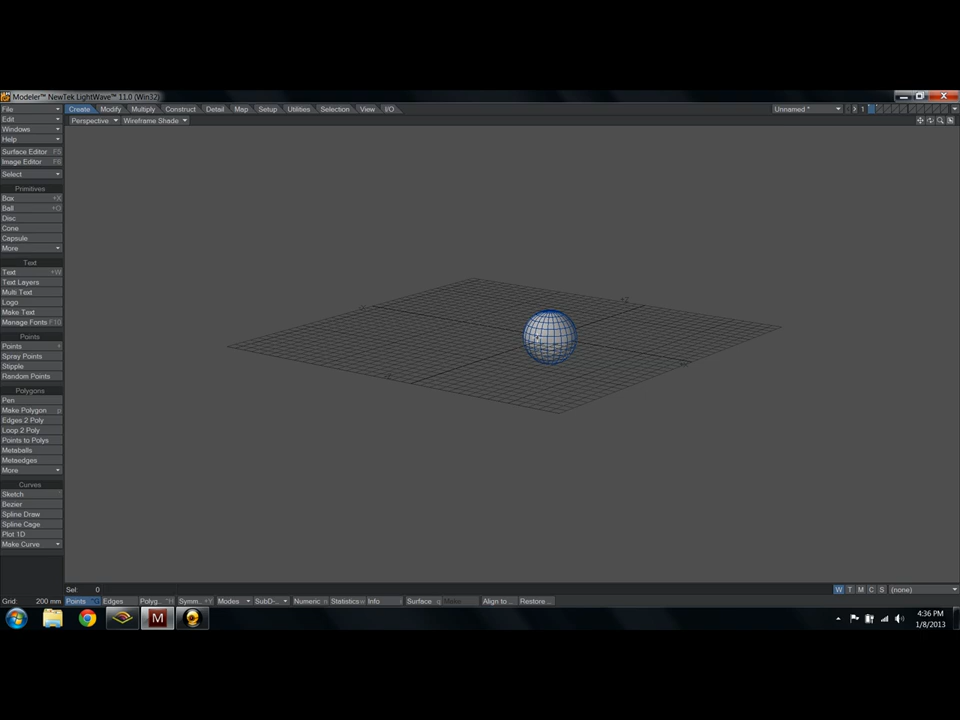 Modeler™ NewTek LightWave™ 11.0 (Win32)
File Create Modify Multiply Construct Detail Map Setup Utilities Selection View I/O Unnamed * 1
Edit Perspective Wireframe Shade
Windows
Help
Surface Editor F5
Image Editor F6
Select
Primitives
Box +X
Ball +O
Disc
Cone
Capsule
More
Text
Text +W
Text Layers
Multi Text
Logo
Make Text
Manage Fonts F10
Points
Points +
Spray Points
Stipple
Random Points
Polygons
Pen
Make Polygon p
Edges 2 Poly
Loop 2 Poly
Points to Polys
Metaballs
Metaedges
More
Curves
Sketch
Bezier
Spline Draw
Spline Cage
Plot 1D
Make Curve
Sel: 0 W T M C S (none)
Grid: 200 mm Points ^G Edges Polyg ^H Symm. +Y Modes SubD-... Numeric n Statistics w Info i Surface q Make Align to ... Restore...
M 4:36 PM
1/8/2013